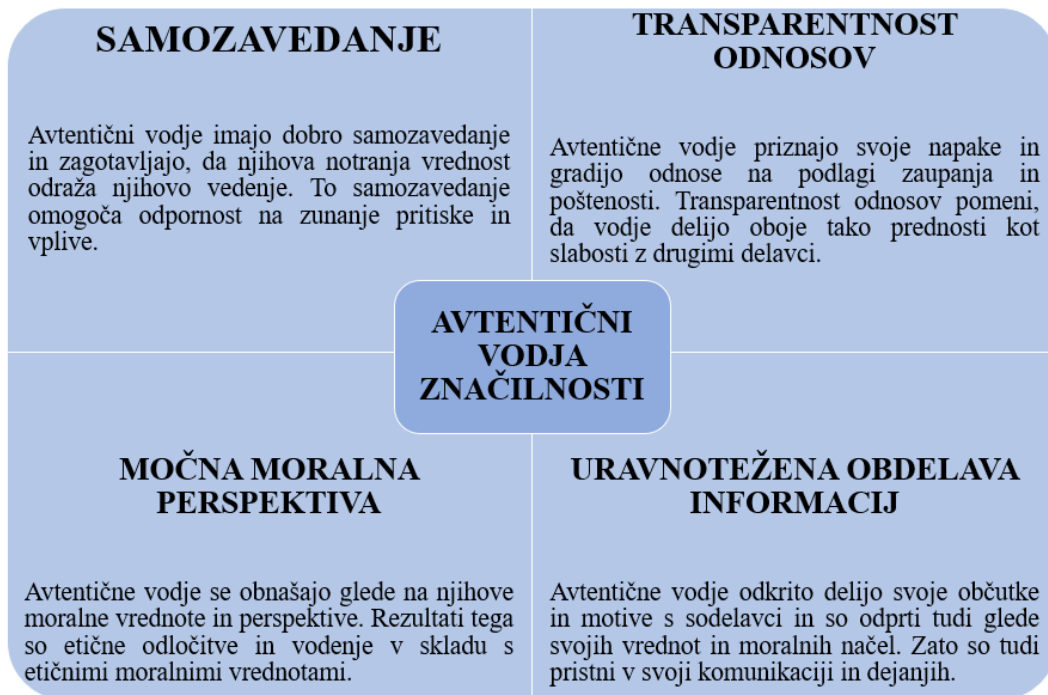 SAMOZAVEDANJE
Avtentični vodje imajo dobro samozavedanje
in zagotavljajo, da njihova notranja vrednost
odraža njihovo vedenje. To samozavedanje
omogoča odpornost na zunanje pritiske in
vplive.
TRANSPARENTNOST
ODNOSOV
Avtentične vodje priznajo svoje napake in
gradijo odnose na podlagi zaupanja in
poštenosti. Transparentnost odnosov pomeni,
da vodje delijo oboje tako prednosti kot
slabosti z drugimi delavci.
AVTENTIČNI
VODJA
ZNAČILNOSTI
MOČNA MORALNA
PERSPEKTIVA
Avtentične vodje se obnašajo glede na njihove
moralne vrednote in perspektive. Rezultati tega
so etične odločitve in vodenje v skladu s
etičnimi moralnimi vrednotami.
URAVNOTEŽENA OBDELAVA
INFORMACIJ
Avtentične vodje odkrito delijo svoje občutke
in motive s sodelavci in so odprti tudi glede
svojih vrednot in moralnih načel. Zato so tudi
pristni v svoji komunikaciji in dejanjih.